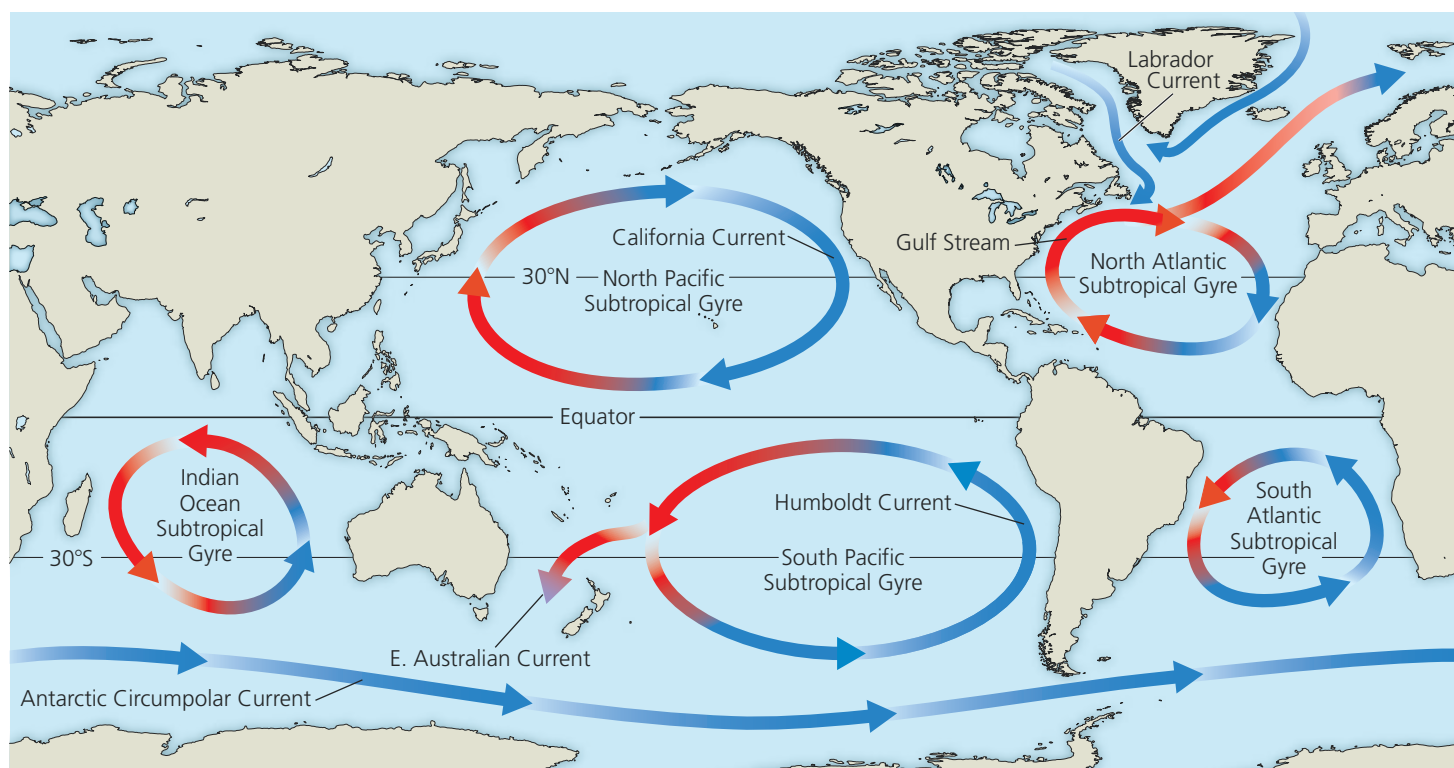 Labrador
Current
California Current
Gulf Stream
30°N
North Pacific
Subtropical Gyre
North Atlantic
Subtropical Gyre
Equator
Indian
Ocean
Subtropical
Gyre
Humboldt Current
South
Atlantic
Subtropical
Gyre
30°S
South Pacific
Subtropical Gyre
E. Australian Current
Antarctic Circumpolar Current